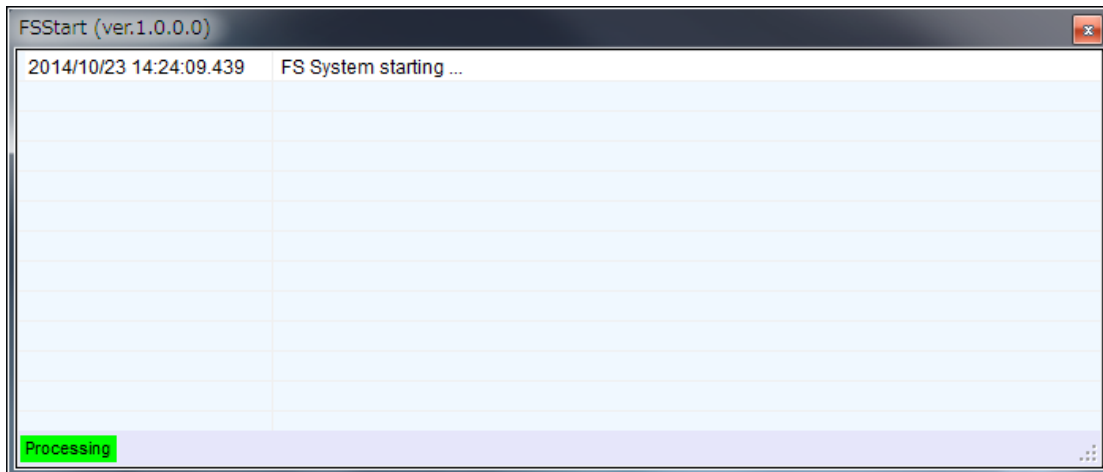 FSStart (ver.1.0.0.0)
2014/10/23 14:24:09.439 FS System starting ...
Processing